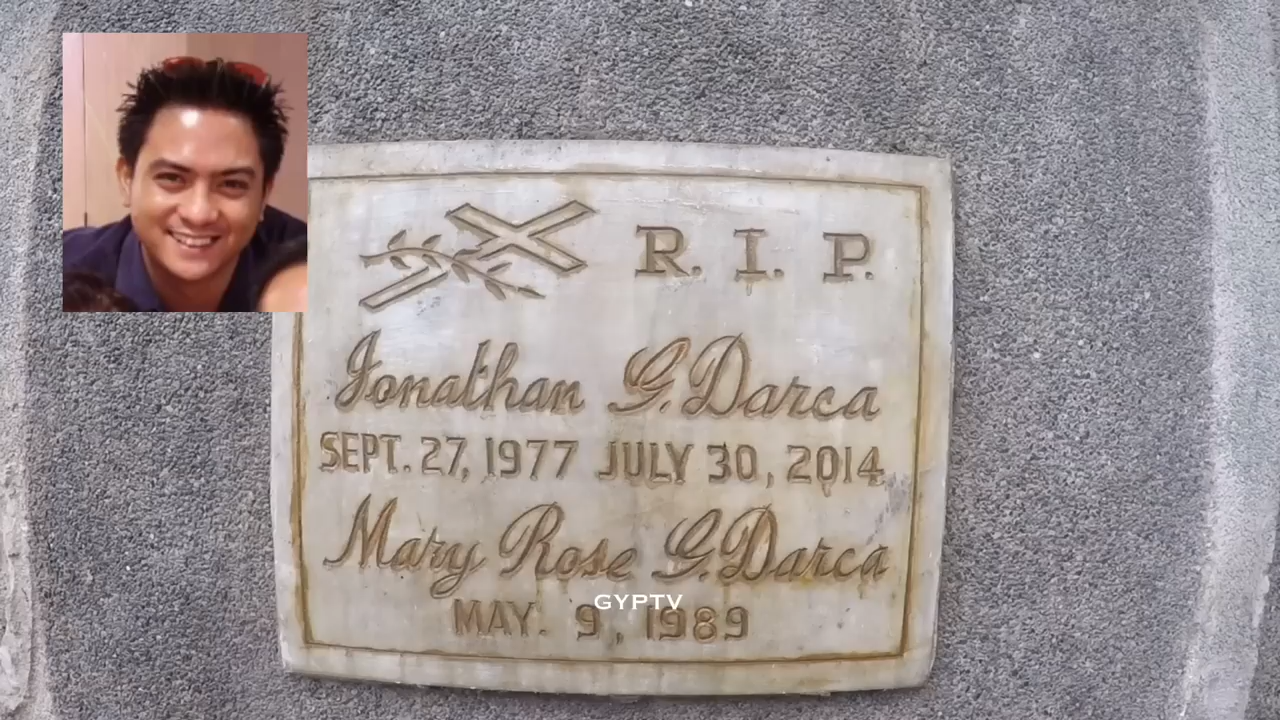 R. I. P.
Jonathan G. Darca
SEPT. 27, 1977 JULY 30, 2014
Mary Rose G. Darca
GYPTV
MAY. 9, 1989